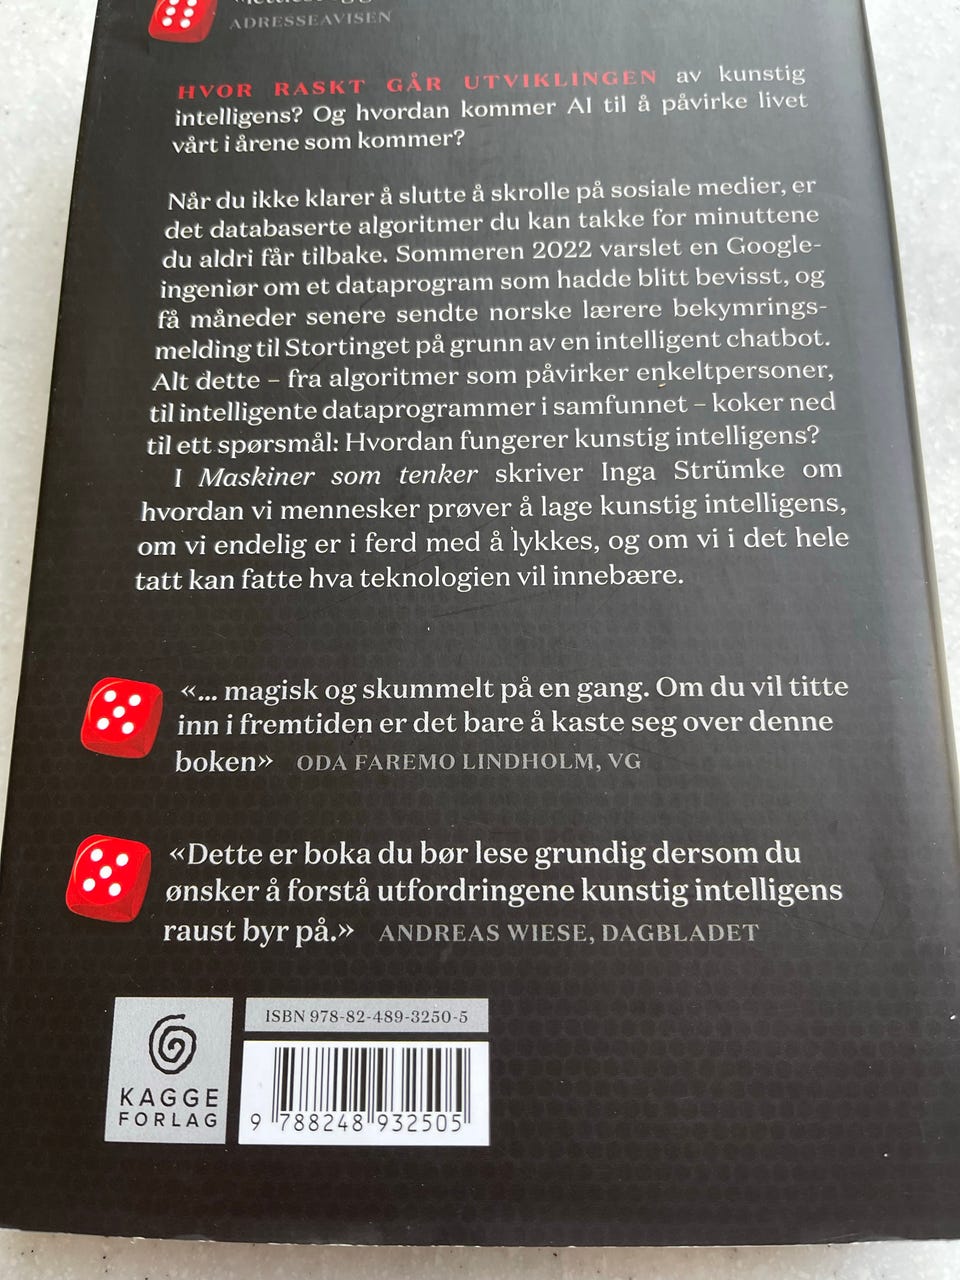 ADRESSEAVISEN
HVOR RASKT GÅR UTVIKLINGEN av kunstig
intelligens? Og hvordan kommer AI til å påvirke livet
vårt i årene som kommer?
Når du ikke klarer å slutte å skrolle på sosiale medier, er
det databaserte algoritmer du kan takke for minuttene
du aldri får tilbake. Sommeren 2022 varslet en Google-
ingeniør om et dataprogram som hadde blitt bevisst, og
få måneder senere sendte norske lærere bekymrings-
melding til Stortinget på grunn av en intelligent chatbot.
Alt dette – fra algoritmer som påvirker enkeltpersoner,
til intelligente dataprogrammer i samfunnet – koker ned
til ett spørsmål: Hvordan fungerer kunstig intelligens?
I Maskiner som tenker skriver Inga Strümke om
hvordan vi mennesker prøver å lage kunstig intelligens,
om vi endelig er i ferd med å lykkes, og om vi i det hele
tatt kan fatte hva teknologien vil innebære.
«... magisk og skummelt på en gang. Om du vil titte
inn i fremtiden er det bare å kaste seg over denne
boken» ODA FAREMO LINDHOLM, VG
«Dette er boka du bør lese grundig dersom du
ønsker å forstå utfordringene kunstig intelligens
raust byr på.» ANDREAS WIESE, DAGBLADET
KAGGE
FORLAG
ISBN 978-82-489-3250-5
9 788248 932505